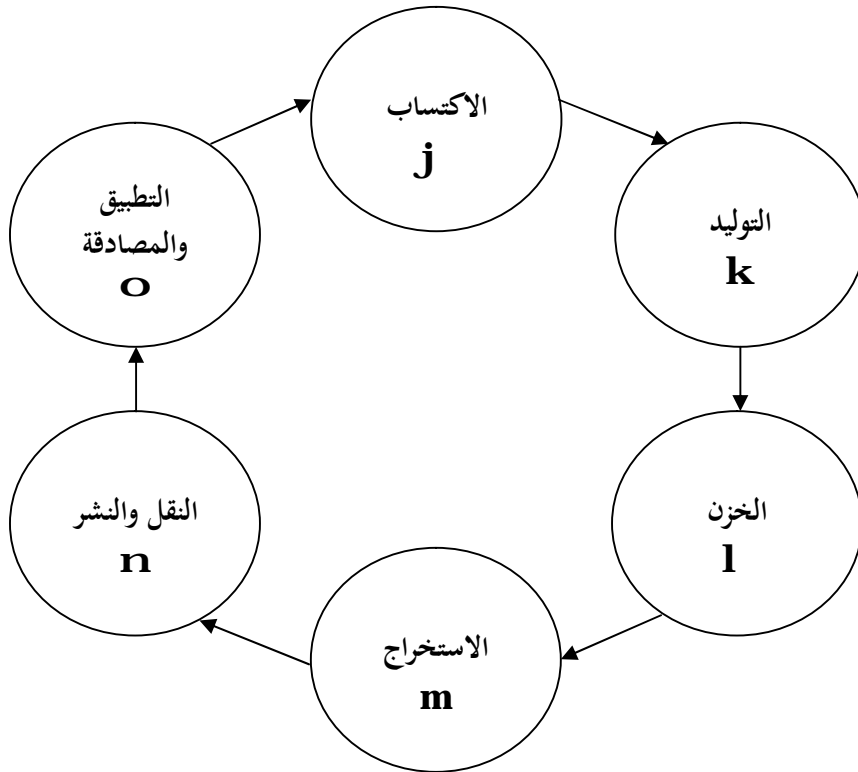 الاكتساب
j
التوليد
k
الخزن
l
الاستخراج
m
النقل والنشر
n
التطبيق
والمصادقة
o